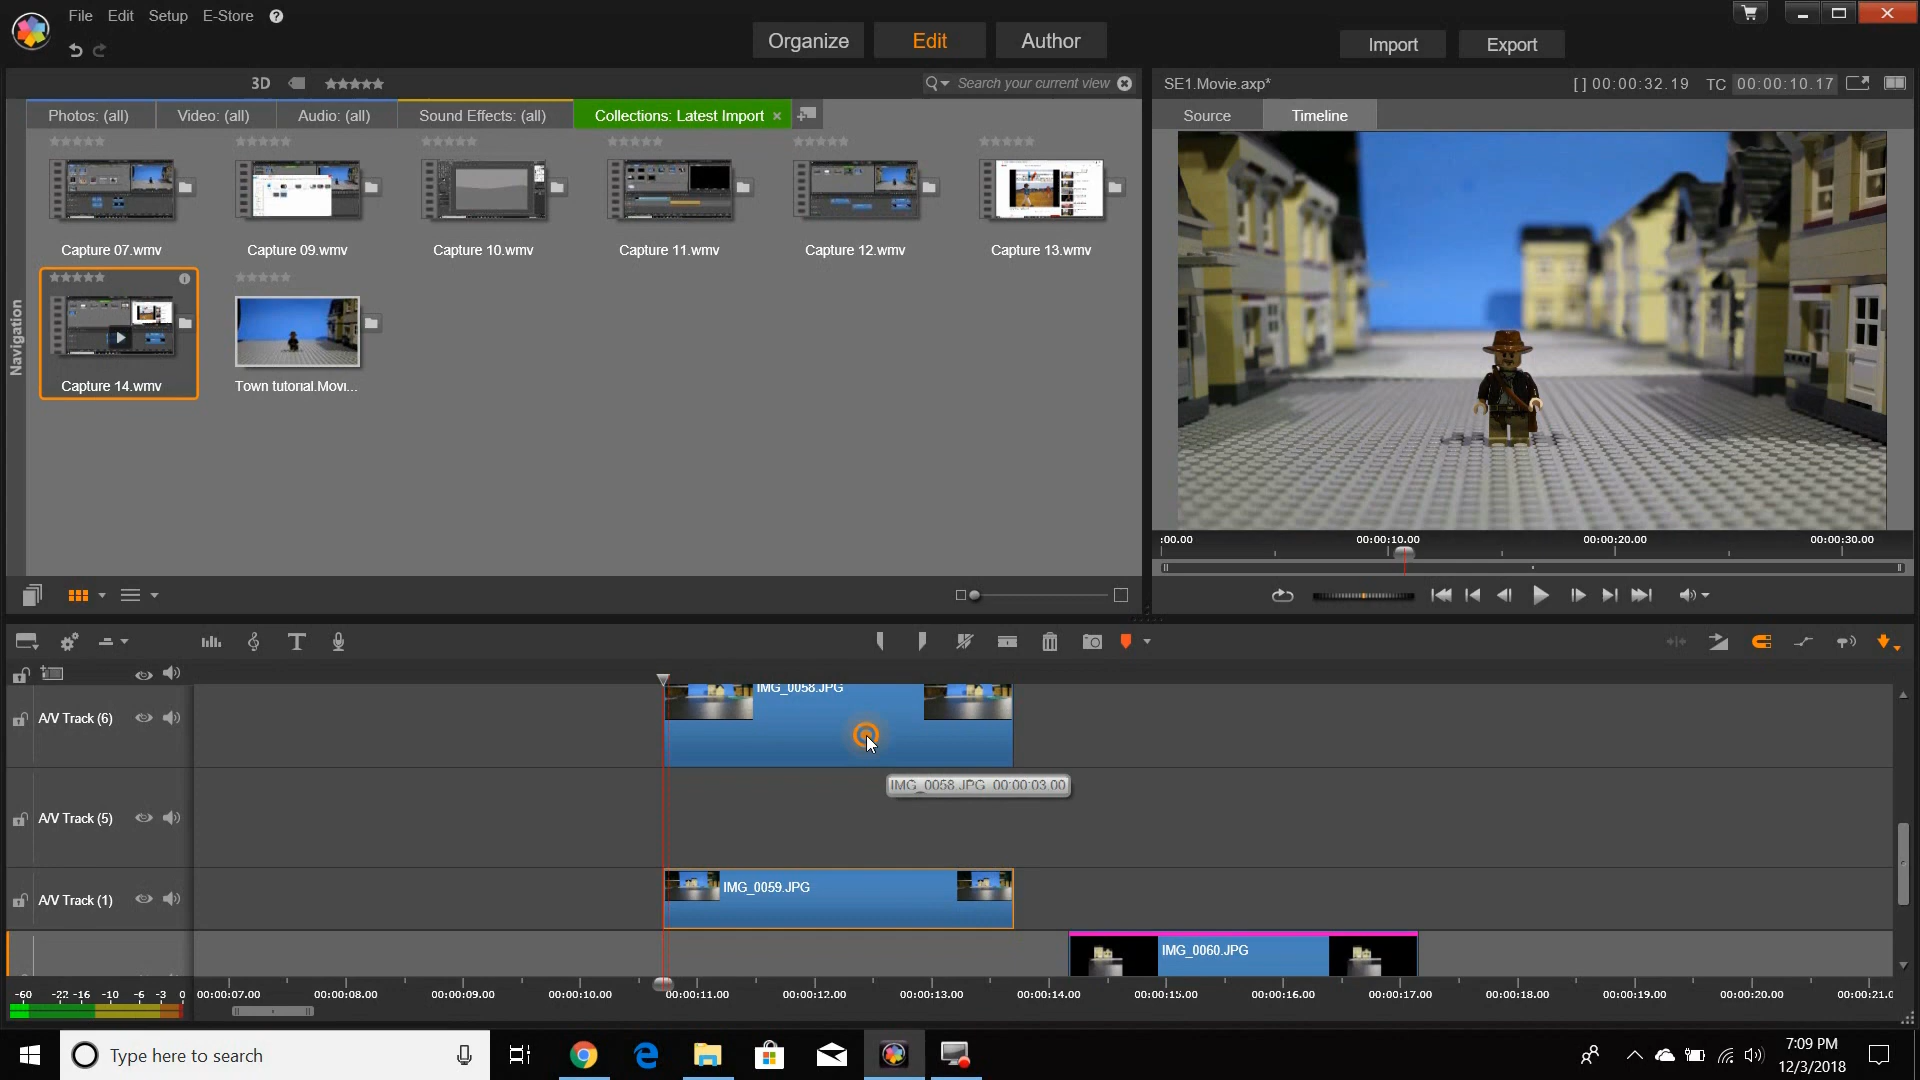 File Edit Setup E-Store ?
Organize Edit Author Import Export
3D Search your current view
SE1.Movie.axp* [ ] 00:00:32.19 TC 00:00:10.17
Photos: (all) Video: (all) Audio: (all) Sound Effects: (all) Collections: Latest Import ×
Source Timeline
Capture 07.wmv Capture 09.wmv Capture 10.wmv Capture 11.wmv Capture 12.wmv Capture 13.wmv
Navigation
Capture 14.wmv Town tutorial.Movi...
:00.00 00:00:10.00 00:00:20.00 00:00:30.00
IMG_0058.JPG
A/V Track (6)
IMG_0058.JPG 00:00:03.00
A/V Track (5)
IMG_0059.JPG
A/V Track (1)
IMG_0060.JPG
-60 -22 -16 -10 -6 -3 0 00:00:07.00 00:00:08.00 00:00:09.00 00:00:10.00 00:00:11.00 00:00:12.00 00:00:13.00 00:00:14.00 00:00:15.00 00:00:16.00 00:00:17.00 00:00:18.00 00:00:19.00 00:00:20.00 00:00:21.0
Type here to search
7:09 PM
12/3/2018